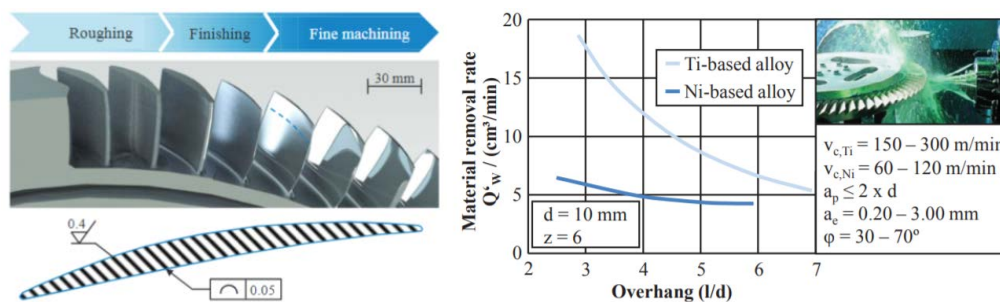 Roughing
Finishing
Fine machining
30 mm
0.4
0.05
Material removal rate
Q‘w / (cm³/min)
20
15
10
5
0
Ti-based alloy
Ni-based alloy
d = 10 mm
z = 6
2
3
4
5
6
7
Overhang (l/d)
vc,Ti = 150 – 300 m/min
vc,Ni = 60 – 120 m/min
ap ≤ 2 x d
ae = 0.20 – 3.00 mm
φ = 30 – 70°